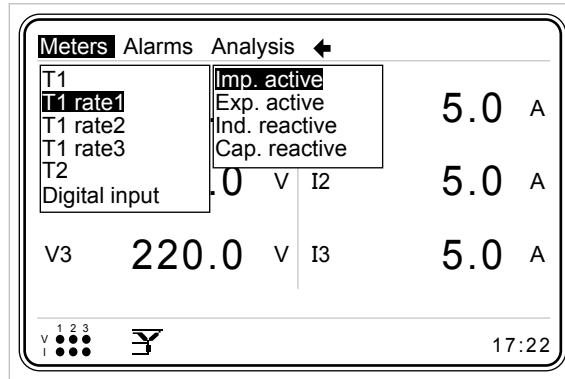 Meters Alarms Analysis
T1
T1 rate1
T1 rate2
T1 rate3
T2
Digital input
Imp. active
Exp. active
Ind. reactive
Cap. reactive
5.0 A
.0 V I2 5.0 A
V3 220.0 V I3 5.0 A
1 2 3
V
I
17:22